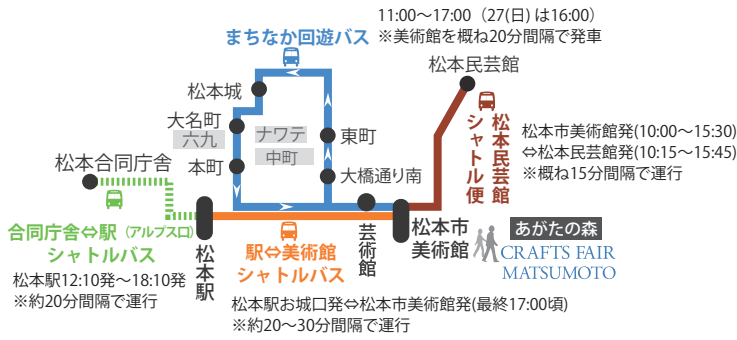 11:00～17:00（27(日) は16:00）
※美術館を概ね20分間隔で発車
まちなか回遊バス
松本民芸館
松本城
大名町
六九
ナワテ
東町
中町
本町
大橋通り南
松本民芸館
シャトル便
松本市美術館発(10:00～15:30)
⇔松本民芸館発(10:15～15:45)
※概ね15分間隔で運行
松本合同庁舎
合同庁舎⇔駅（アルプス口）
シャトルバス
松本駅12:10発～18:10発
※約20分間隔で運行
松本駅
駅⇔美術館
シャトルバス
芸術館
松本市
美術館
あがたの森
CRAFTS FAIR
MATSUMOTO
松本駅お城口発⇔松本市美術館発(最終17:00頃)
※約20～30分間隔で運行